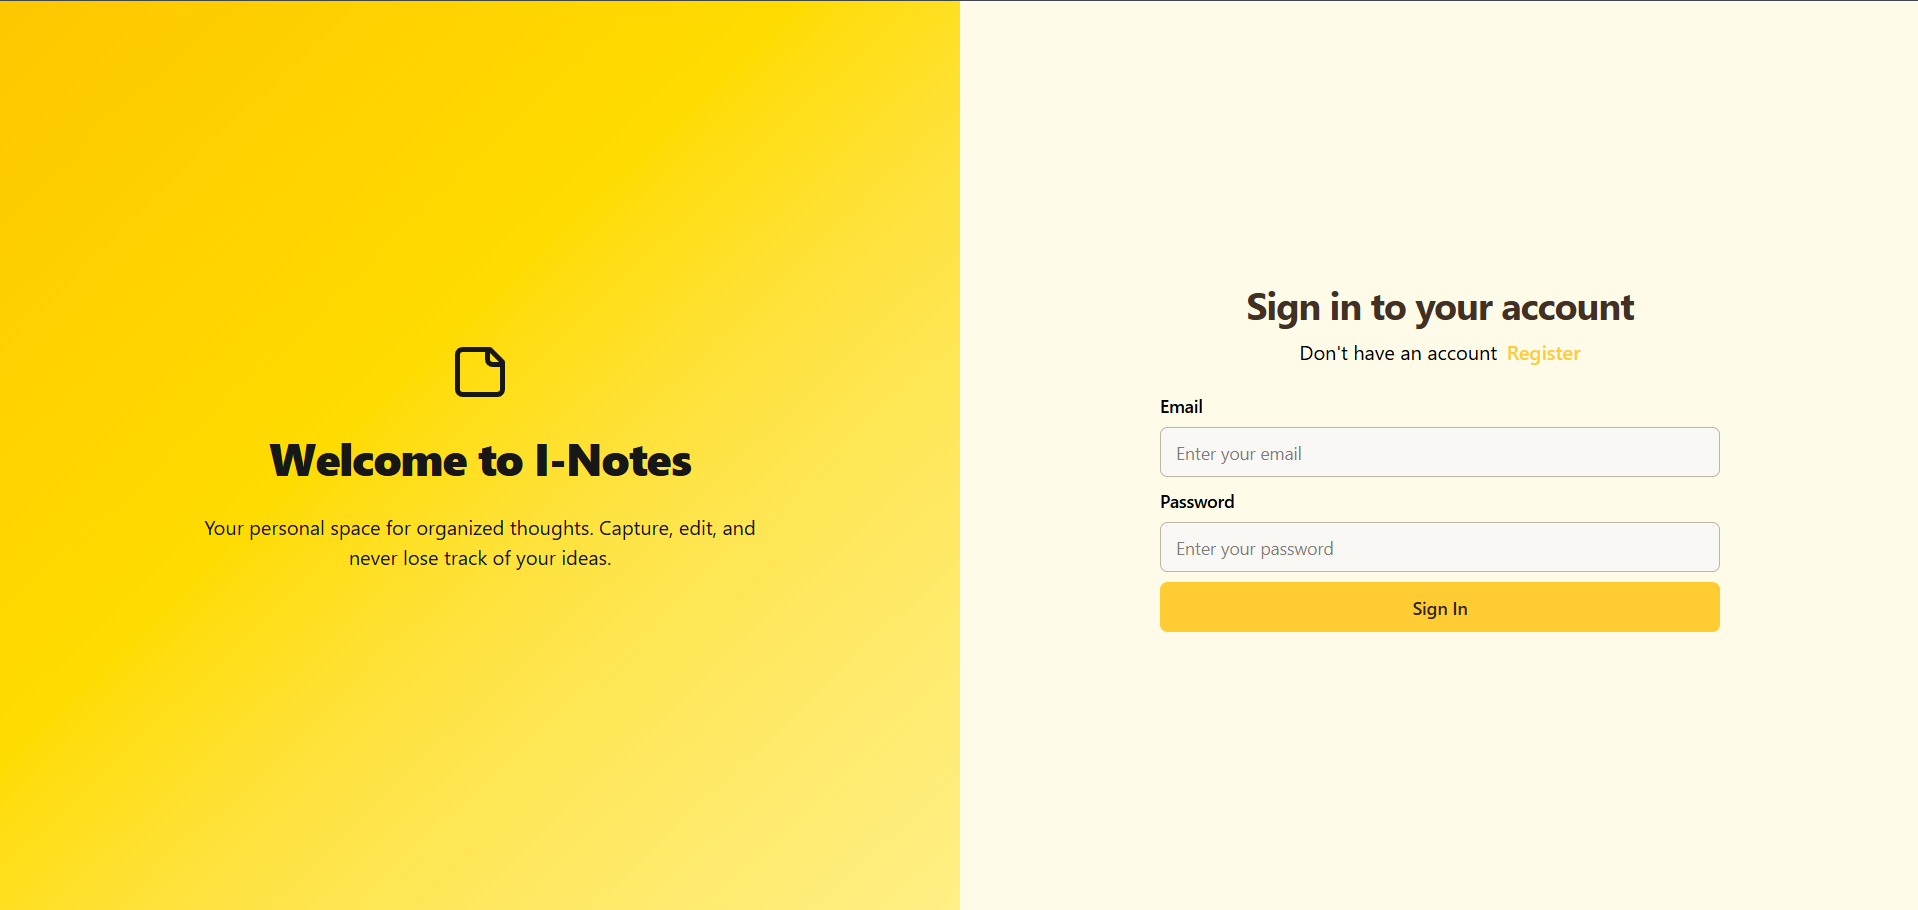 Welcome to I-Notes
Your personal space for organized thoughts. Capture, edit, and
never lose track of your ideas.
Sign in to your account
Don't have an account Register
Email
Enter your email
Password
Enter your password
Sign In